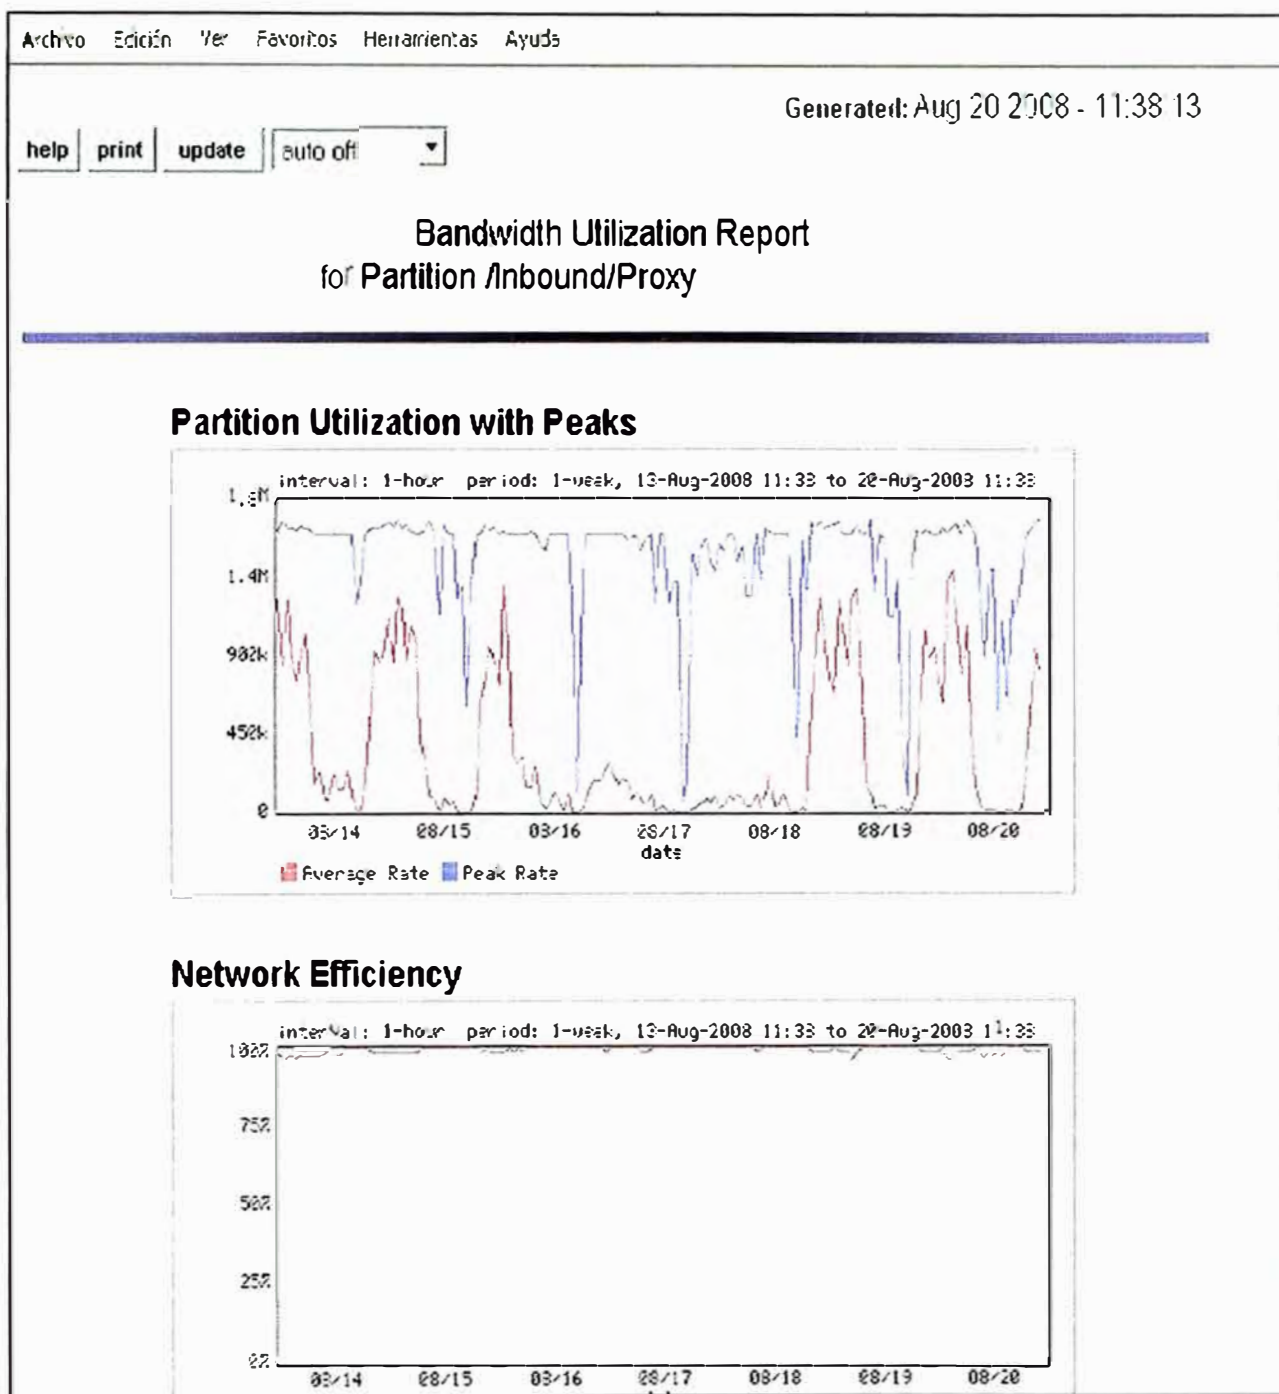 Archivo Edición Ver Favoritos Herramientas Ayuda
Generated: Aug 20 2008 - 11:38:13
help print update auto off
Bandwidth Utilization Report
for Partition /Inbound/Proxy
Partition Utilization with Peaks
interval: 1-hour period: 1-week, 13-Aug-2008 11:38 to 20-Aug-2008 11:38
1.8M
1.4M
902k
450k
0
08/14 08/15 08/16 08/17 08/18 08/19 08/20
date
Average Rate Peak Rate
Network Efficiency
interval: 1-hour period: 1-week, 13-Aug-2008 11:38 to 20-Aug-2008 11:38
100%
75%
50%
25%
0%
08/14 08/15 08/16 08/17 08/18 08/19 08/20